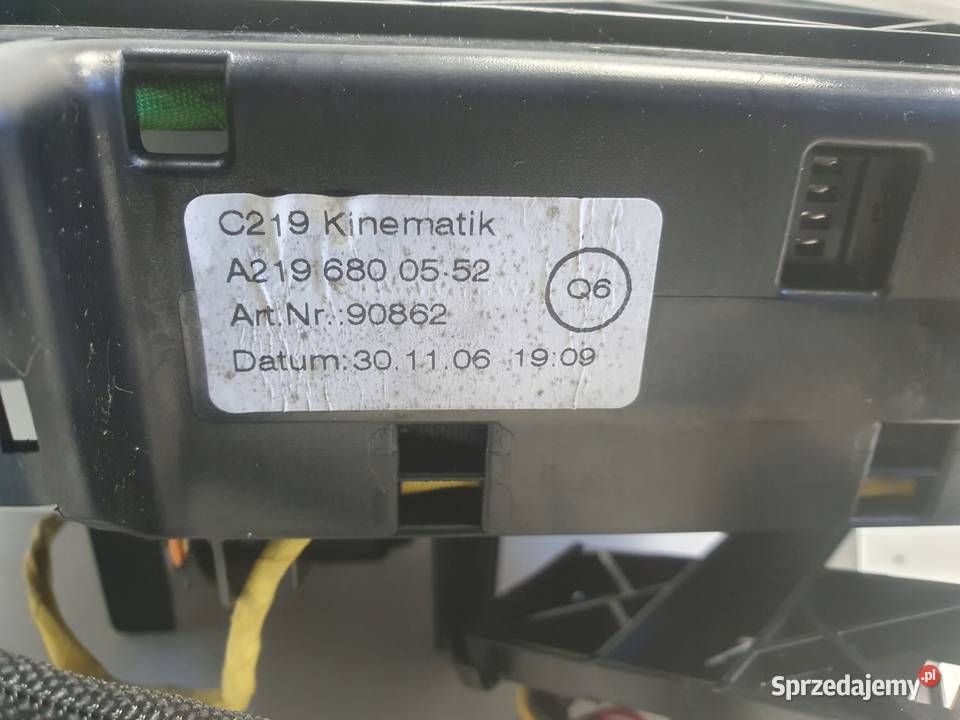 C219 Kinematik
A219 680 05·52
Q6
Art.Nr.:90862
Datum:30.11.06 19:09
Sprzedajemy.pl